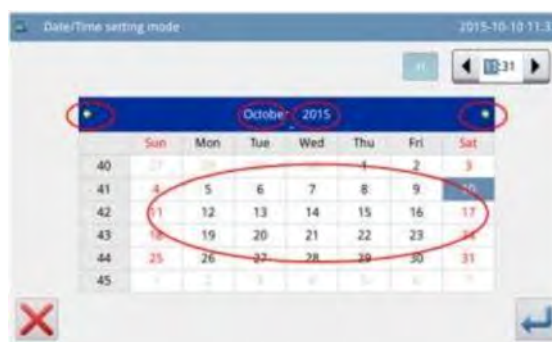 Date/Time setting mode 2015-10-10 11:3
:31
October 2015
Sun Mon Tue Wed Thu Fri Sat
40 1 2 3
41 4 5 6 7 8 9 10
42 11 12 13 14 15 16 17
43 18 19 20 21 22 23 24
44 25 26 27 28 29 30 31
45